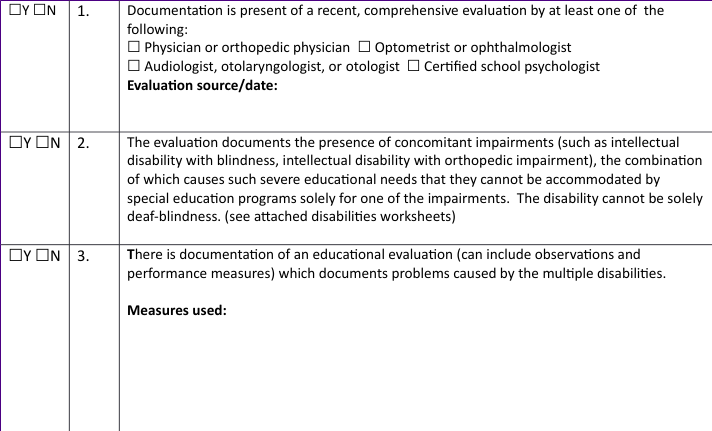 ☐Y ☐N 1. Documentation is present of a recent, comprehensive evaluation by at least one of  the
following:
☐ Physician or orthopedic physician  ☐ Optometrist or ophthalmologist
☐ Audiologist, otolaryngologist, or otologist  ☐ Certified school psychologist
Evaluation source/date:
☐Y ☐N 2. The evaluation documents the presence of concomitant impairments (such as intellectual
disability with blindness, intellectual disability with orthopedic impairment), the combination
of which causes such severe educational needs that they cannot be accommodated by
special education programs solely for one of the impairments.  The disability cannot be solely
deaf-blindness. (see attached disabilities worksheets)
☐Y ☐N 3. There is documentation of an educational evaluation (can include observations and
performance measures) which documents problems caused by the multiple disabilities.
Measures used: